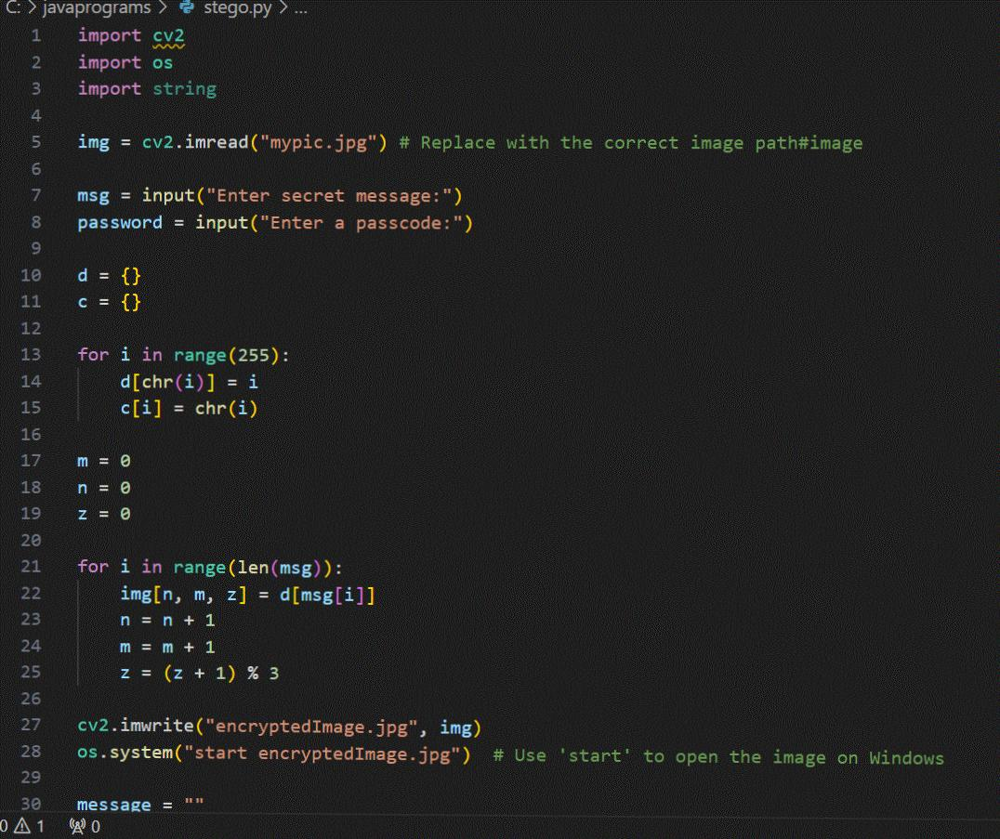 C: > javaprograms > stego.py > ...
1 import cv2
2 import os
3 import string
4
5 img = cv2.imread("mypic.jpg") # Replace with the correct image path#image
6
7 msg = input("Enter secret message:")
8 password = input("Enter a passcode:")
9
10 d = {}
11 c = {}
12
13 for i in range(255):
14     d[chr(i)] = i
15     c[i] = chr(i)
16
17 m = 0
18 n = 0
19 z = 0
20
21 for i in range(len(msg)):
22     img[n, m, z] = d[msg[i]]
23     n = n + 1
24     m = m + 1
25     z = (z + 1) % 3
26
27 cv2.imwrite("encryptedImage.jpg", img)
28 os.system("start encryptedImage.jpg")  # Use 'start' to open the image on Windows
29
30 message = ""
0 1 0